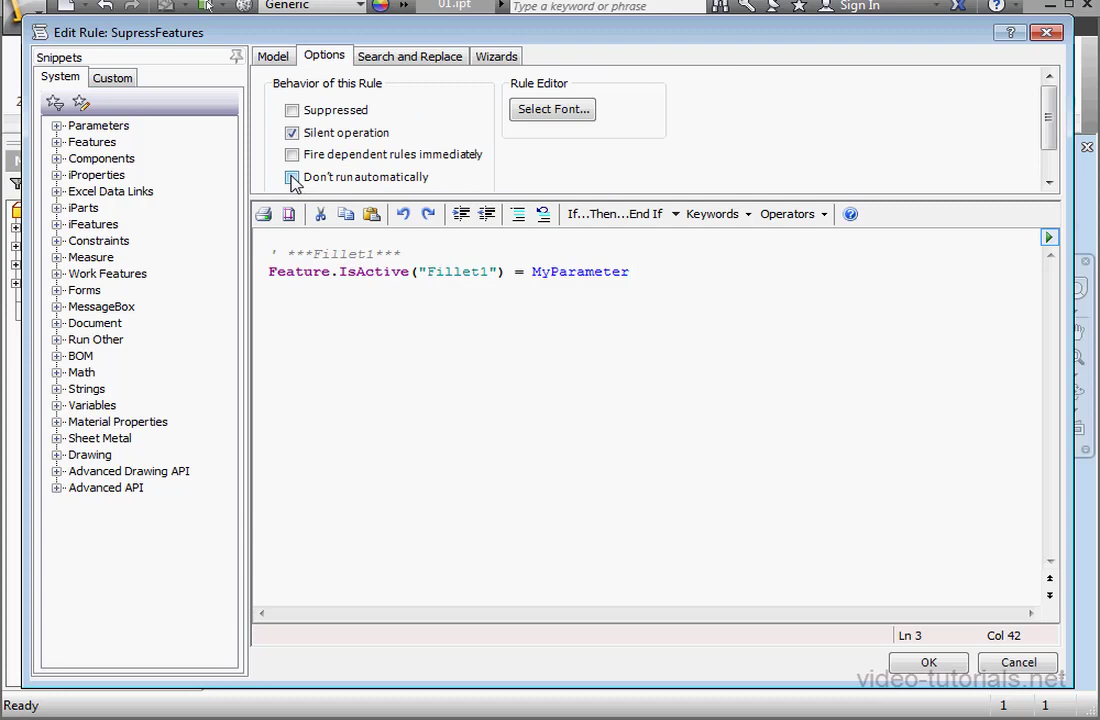 Generic
01.ipt
Type a keyword or phrase
Sign In
Edit Rule: SupressFeatures
Snippets
System
Custom
Parameters
Features
Components
iProperties
Excel Data Links
iParts
iFeatures
Constraints
Measure
Work Features
Forms
MessageBox
Document
Run Other
BOM
Math
Strings
Variables
Material Properties
Sheet Metal
Drawing
Advanced Drawing API
Advanced API
Model
Options
Search and Replace
Wizards
Behavior of this Rule
Suppressed
Silent operation
Fire dependent rules immediately
Don't run automatically
Rule Editor
Select Font...
If...Then...End If
Keywords
Operators
' ***Fillet1***
Feature.IsActive("Fillet1") = MyParameter
Ln 3
Col 42
OK
Cancel
video-tutorials.net
Ready
1
1